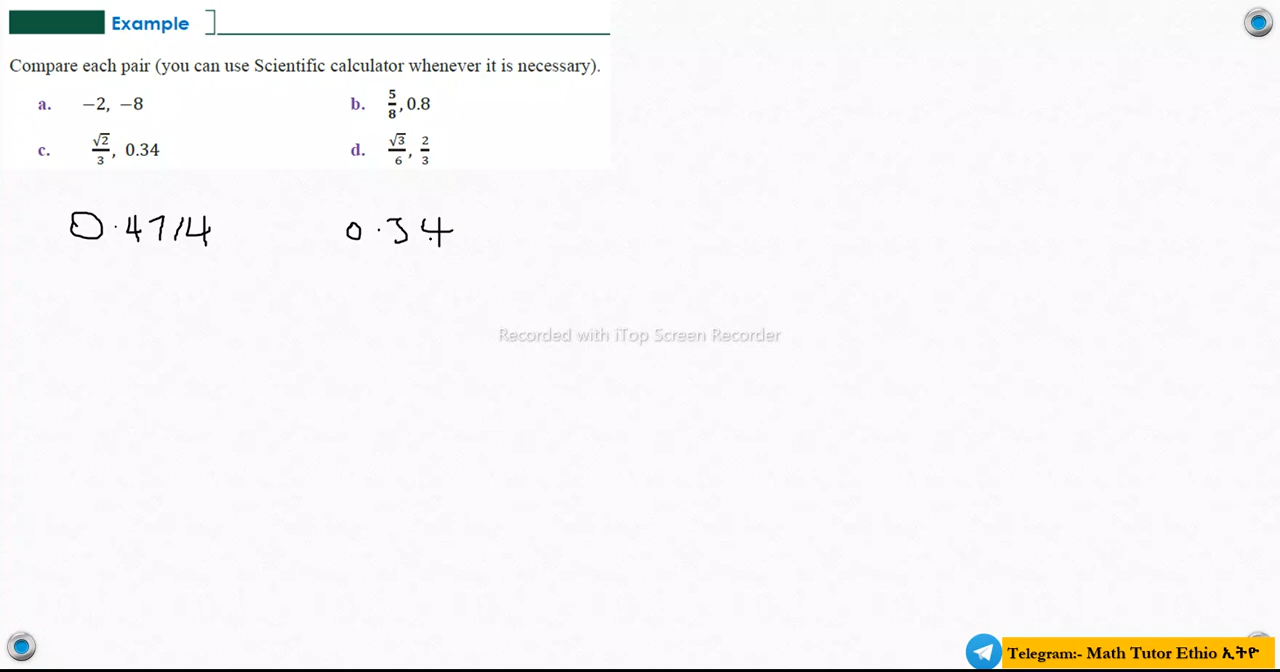 Example
Compare each pair (you can use Scientific calculator whenever it is necessary).
a. −2, −8 b. 5/8, 0.8
c. √2/3, 0.34 d. √3/6, 2/3
0.4714 0.34
Recorded with iTop Screen Recorder
Telegram:- Math Tutor Ethio ኢትዮ